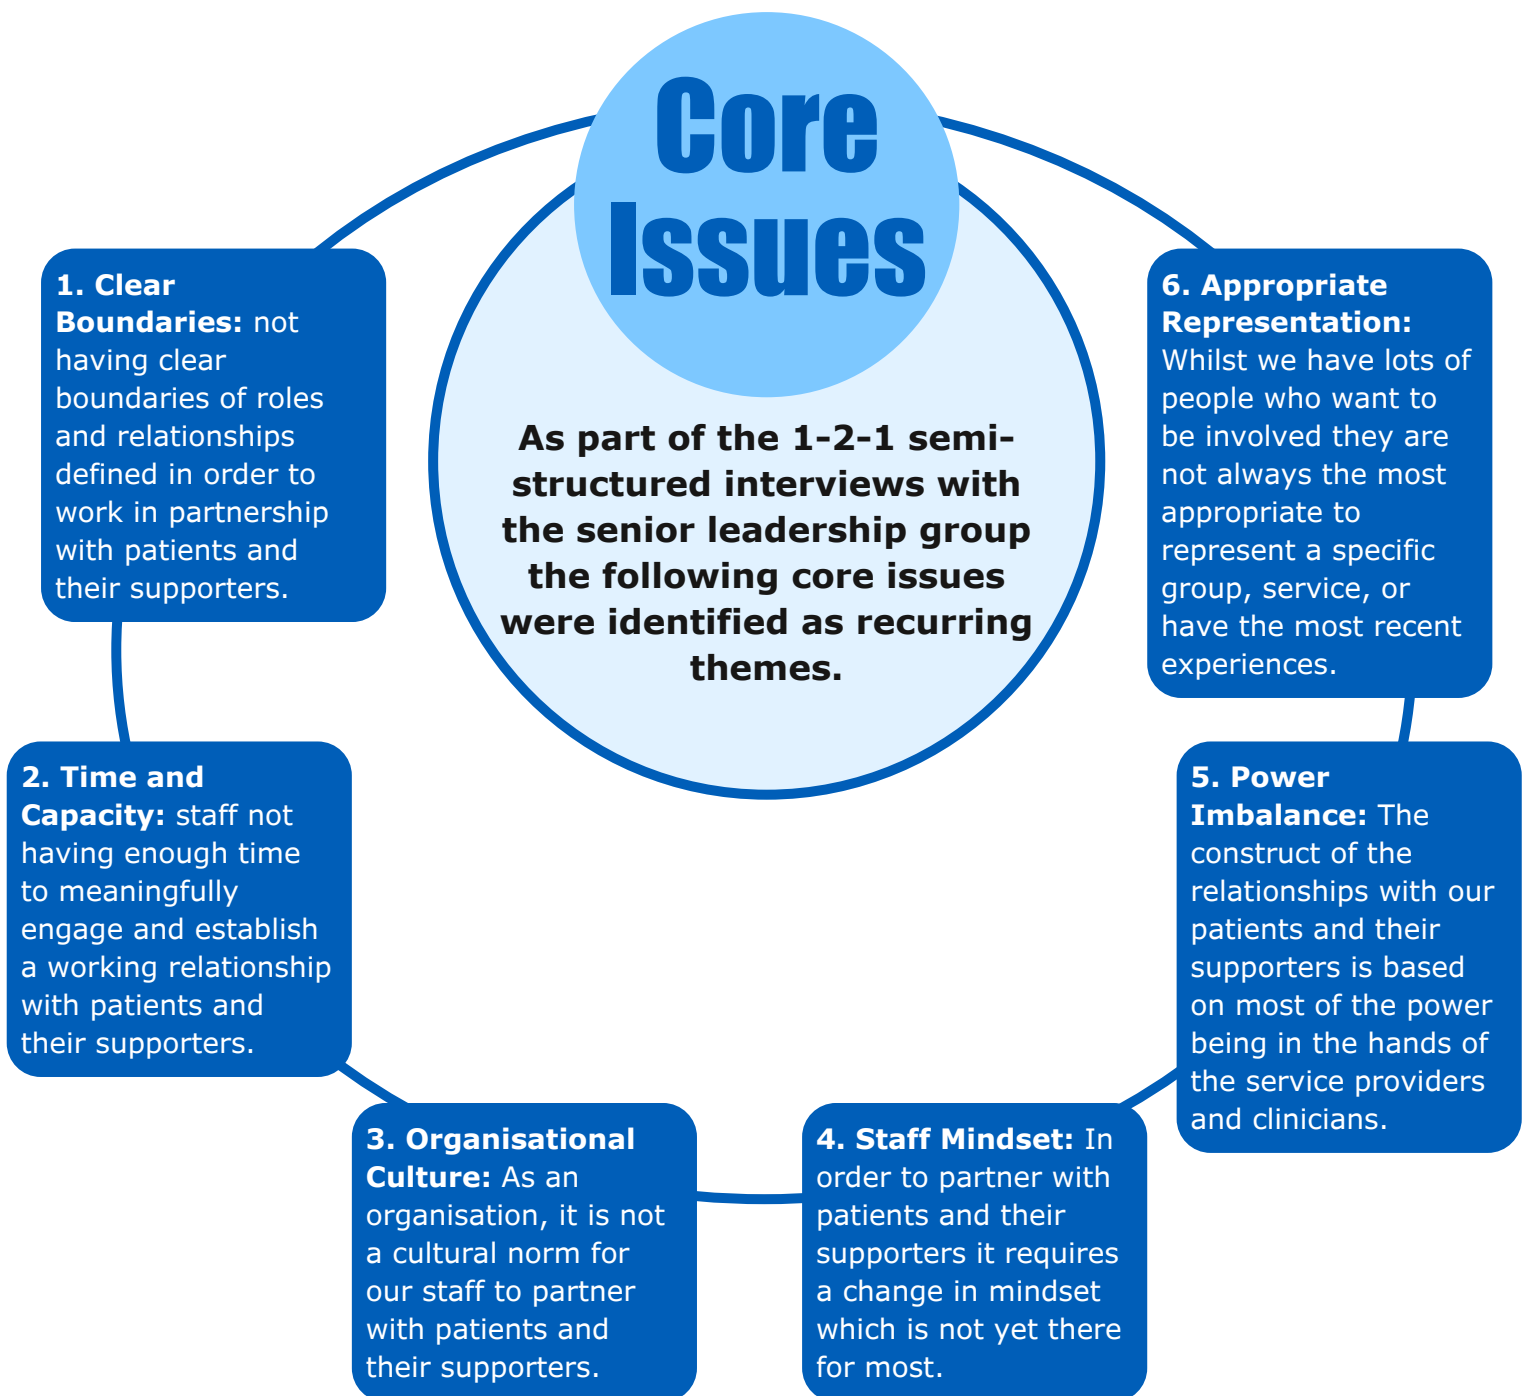 Core
Issues
As part of the 1-2-1 semi-
structured interviews with
the senior leadership group
the following core issues
were identified as recurring
themes.
1. Clear
Boundaries: not
having clear
boundaries of roles
and relationships
defined in order to
work in partnership
with patients and
their supporters.
2. Time and
Capacity: staff not
having enough time
to meaningfully
engage and establish
a working relationship
with patients and
their supporters.
3. Organisational
Culture: As an
organisation, it is not
a cultural norm for
our staff to partner
with patients and
their supporters.
4. Staff Mindset: In
order to partner with
patients and their
supporters it requires
a change in mindset
which is not yet there
for most.
5. Power
Imbalance: The
construct of the
relationships with our
patients and their
supporters is based
on most of the power
being in the hands of
the service providers
and clinicians.
6. Appropriate
Representation:
Whilst we have lots of
people who want to
be involved they are
not always the most
appropriate to
represent a specific
group, service, or
have the most recent
experiences.